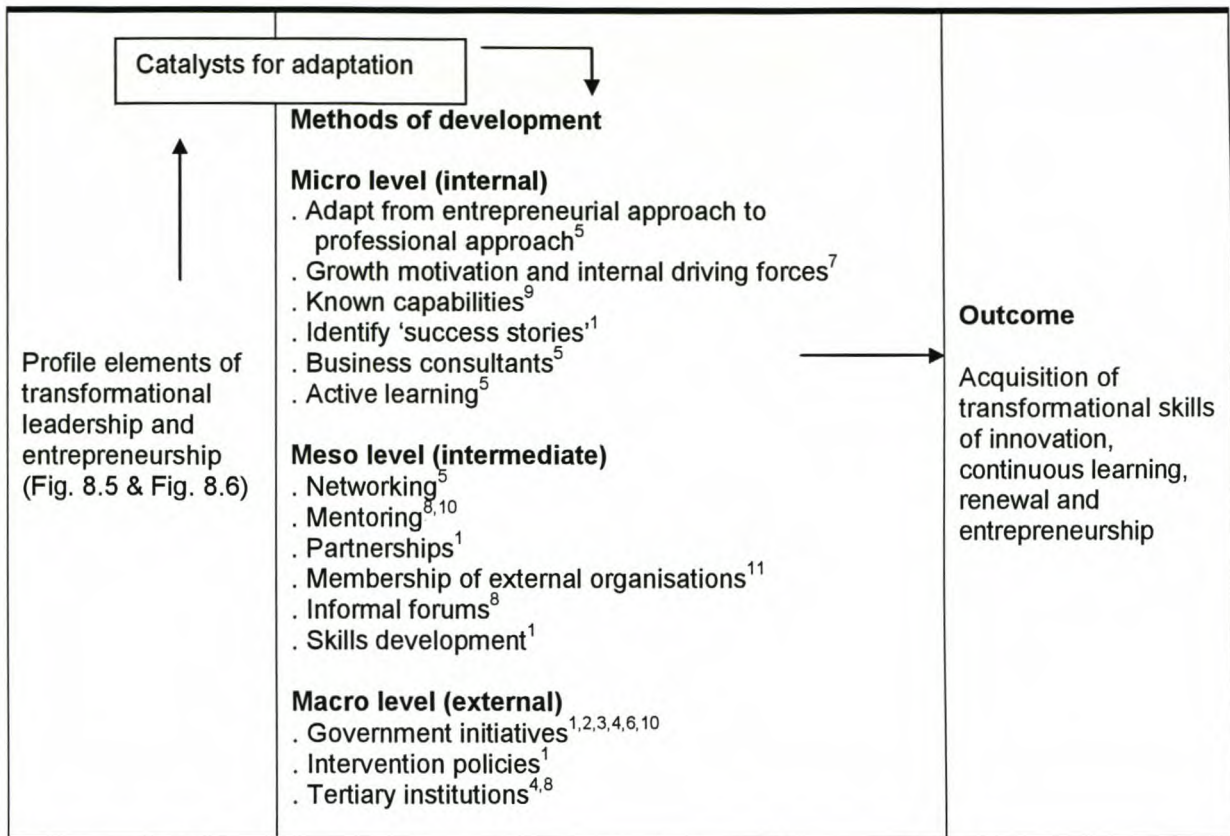 Catalysts for adaptation
Profile elements of
transformational
leadership and
entrepreneurship
(Fig. 8.5 & Fig. 8.6)
Methods of development
Micro level (internal)
. Adapt from entrepreneurial approach to
professional approach⁵
. Growth motivation and internal driving forces⁷
. Known capabilities⁹
. Identify ‘success stories’¹
. Business consultants⁵
. Active learning⁵
Meso level (intermediate)
. Networking⁵
. Mentoring⁸,¹⁰
. Partnerships¹
. Membership of external organisations¹¹
. Informal forums⁸
. Skills development¹
Macro level (external)
. Government initiatives¹,²,³,⁴,⁶,¹⁰
. Intervention policies¹
. Tertiary institutions⁴,⁸
Outcome
Acquisition of
transformational skills
of innovation,
continuous learning,
renewal and
entrepreneurship